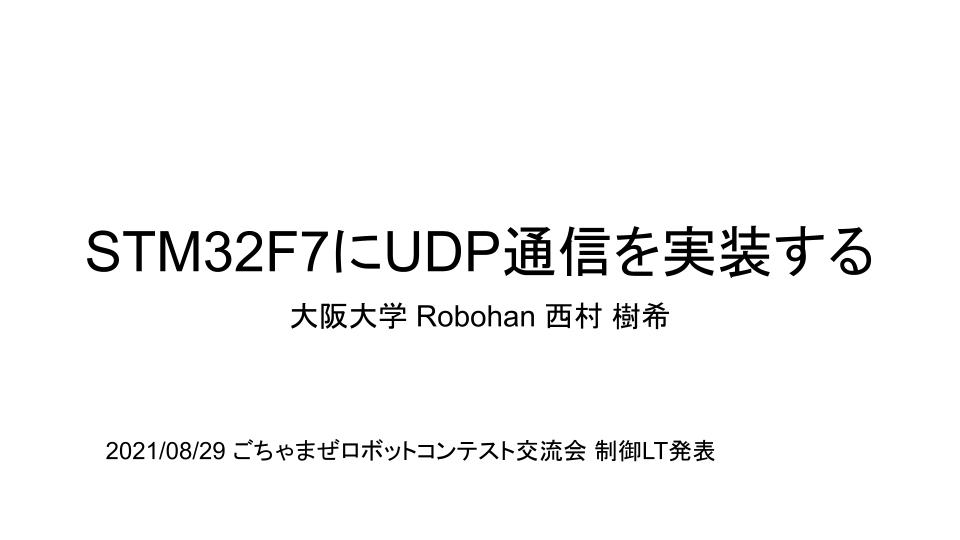 STM32F7にUDP通信を実装する
大阪大学 Robohan 西村 樹希
2021/08/29 ごちゃまぜロボットコンテスト交流会 制御LT発表